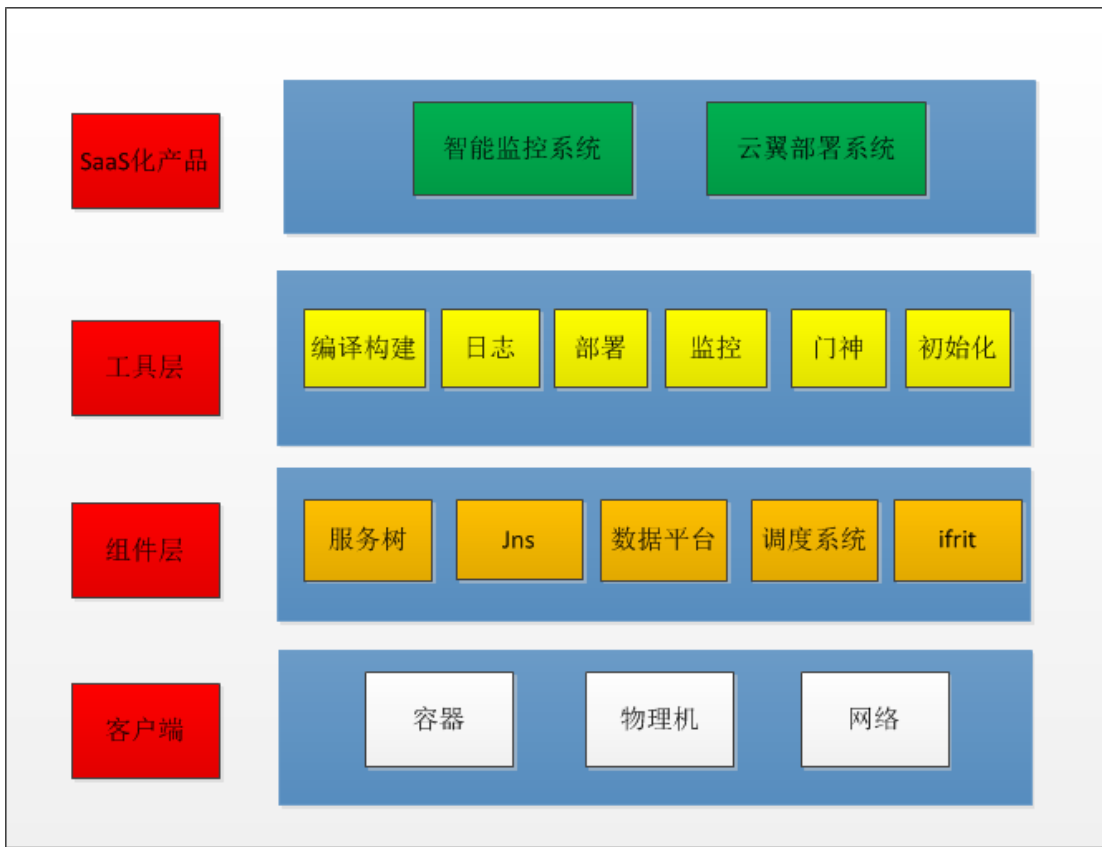 SaaS化产品
智能监控系统
云翼部署系统
工具层
编译构建
日志
部署
监控
门神
初始化
组件层
服务树
Jns
数据平台
调度系统
ifrit
客户端
容器
物理机
网络